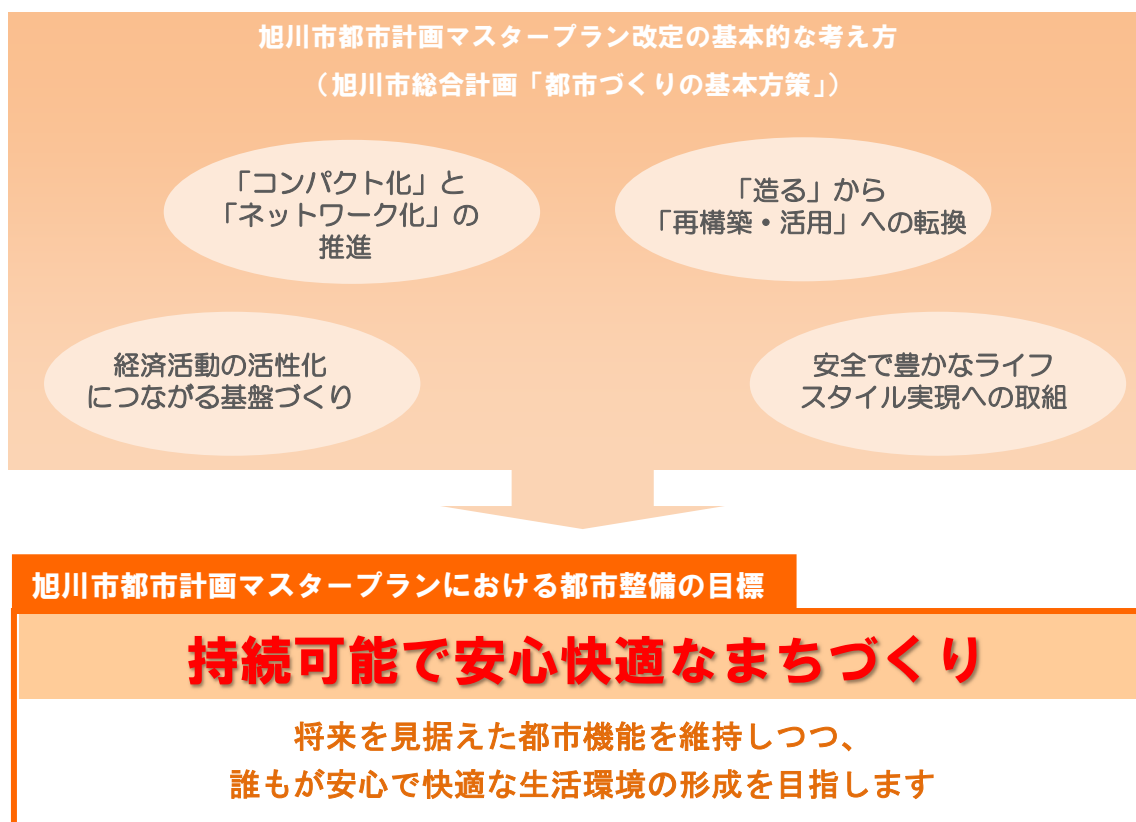 旭川市都市計画マスタープラン改定の基本的な考え方
（旭川市総合計画「都市づくりの基本方策」）
「コンパクト化」と
「ネットワーク化」の
推進
「造る」から
「再構築・活用」への転換
経済活動の活性化
につながる基盤づくり
安全で豊かなライフ
スタイル実現への取組
旭川市都市計画マスタープランにおける都市整備の目標
持続可能で安心快適なまちづくり
将来を見据えた都市機能を維持しつつ、
誰もが安心で快適な生活環境の形成を目指します